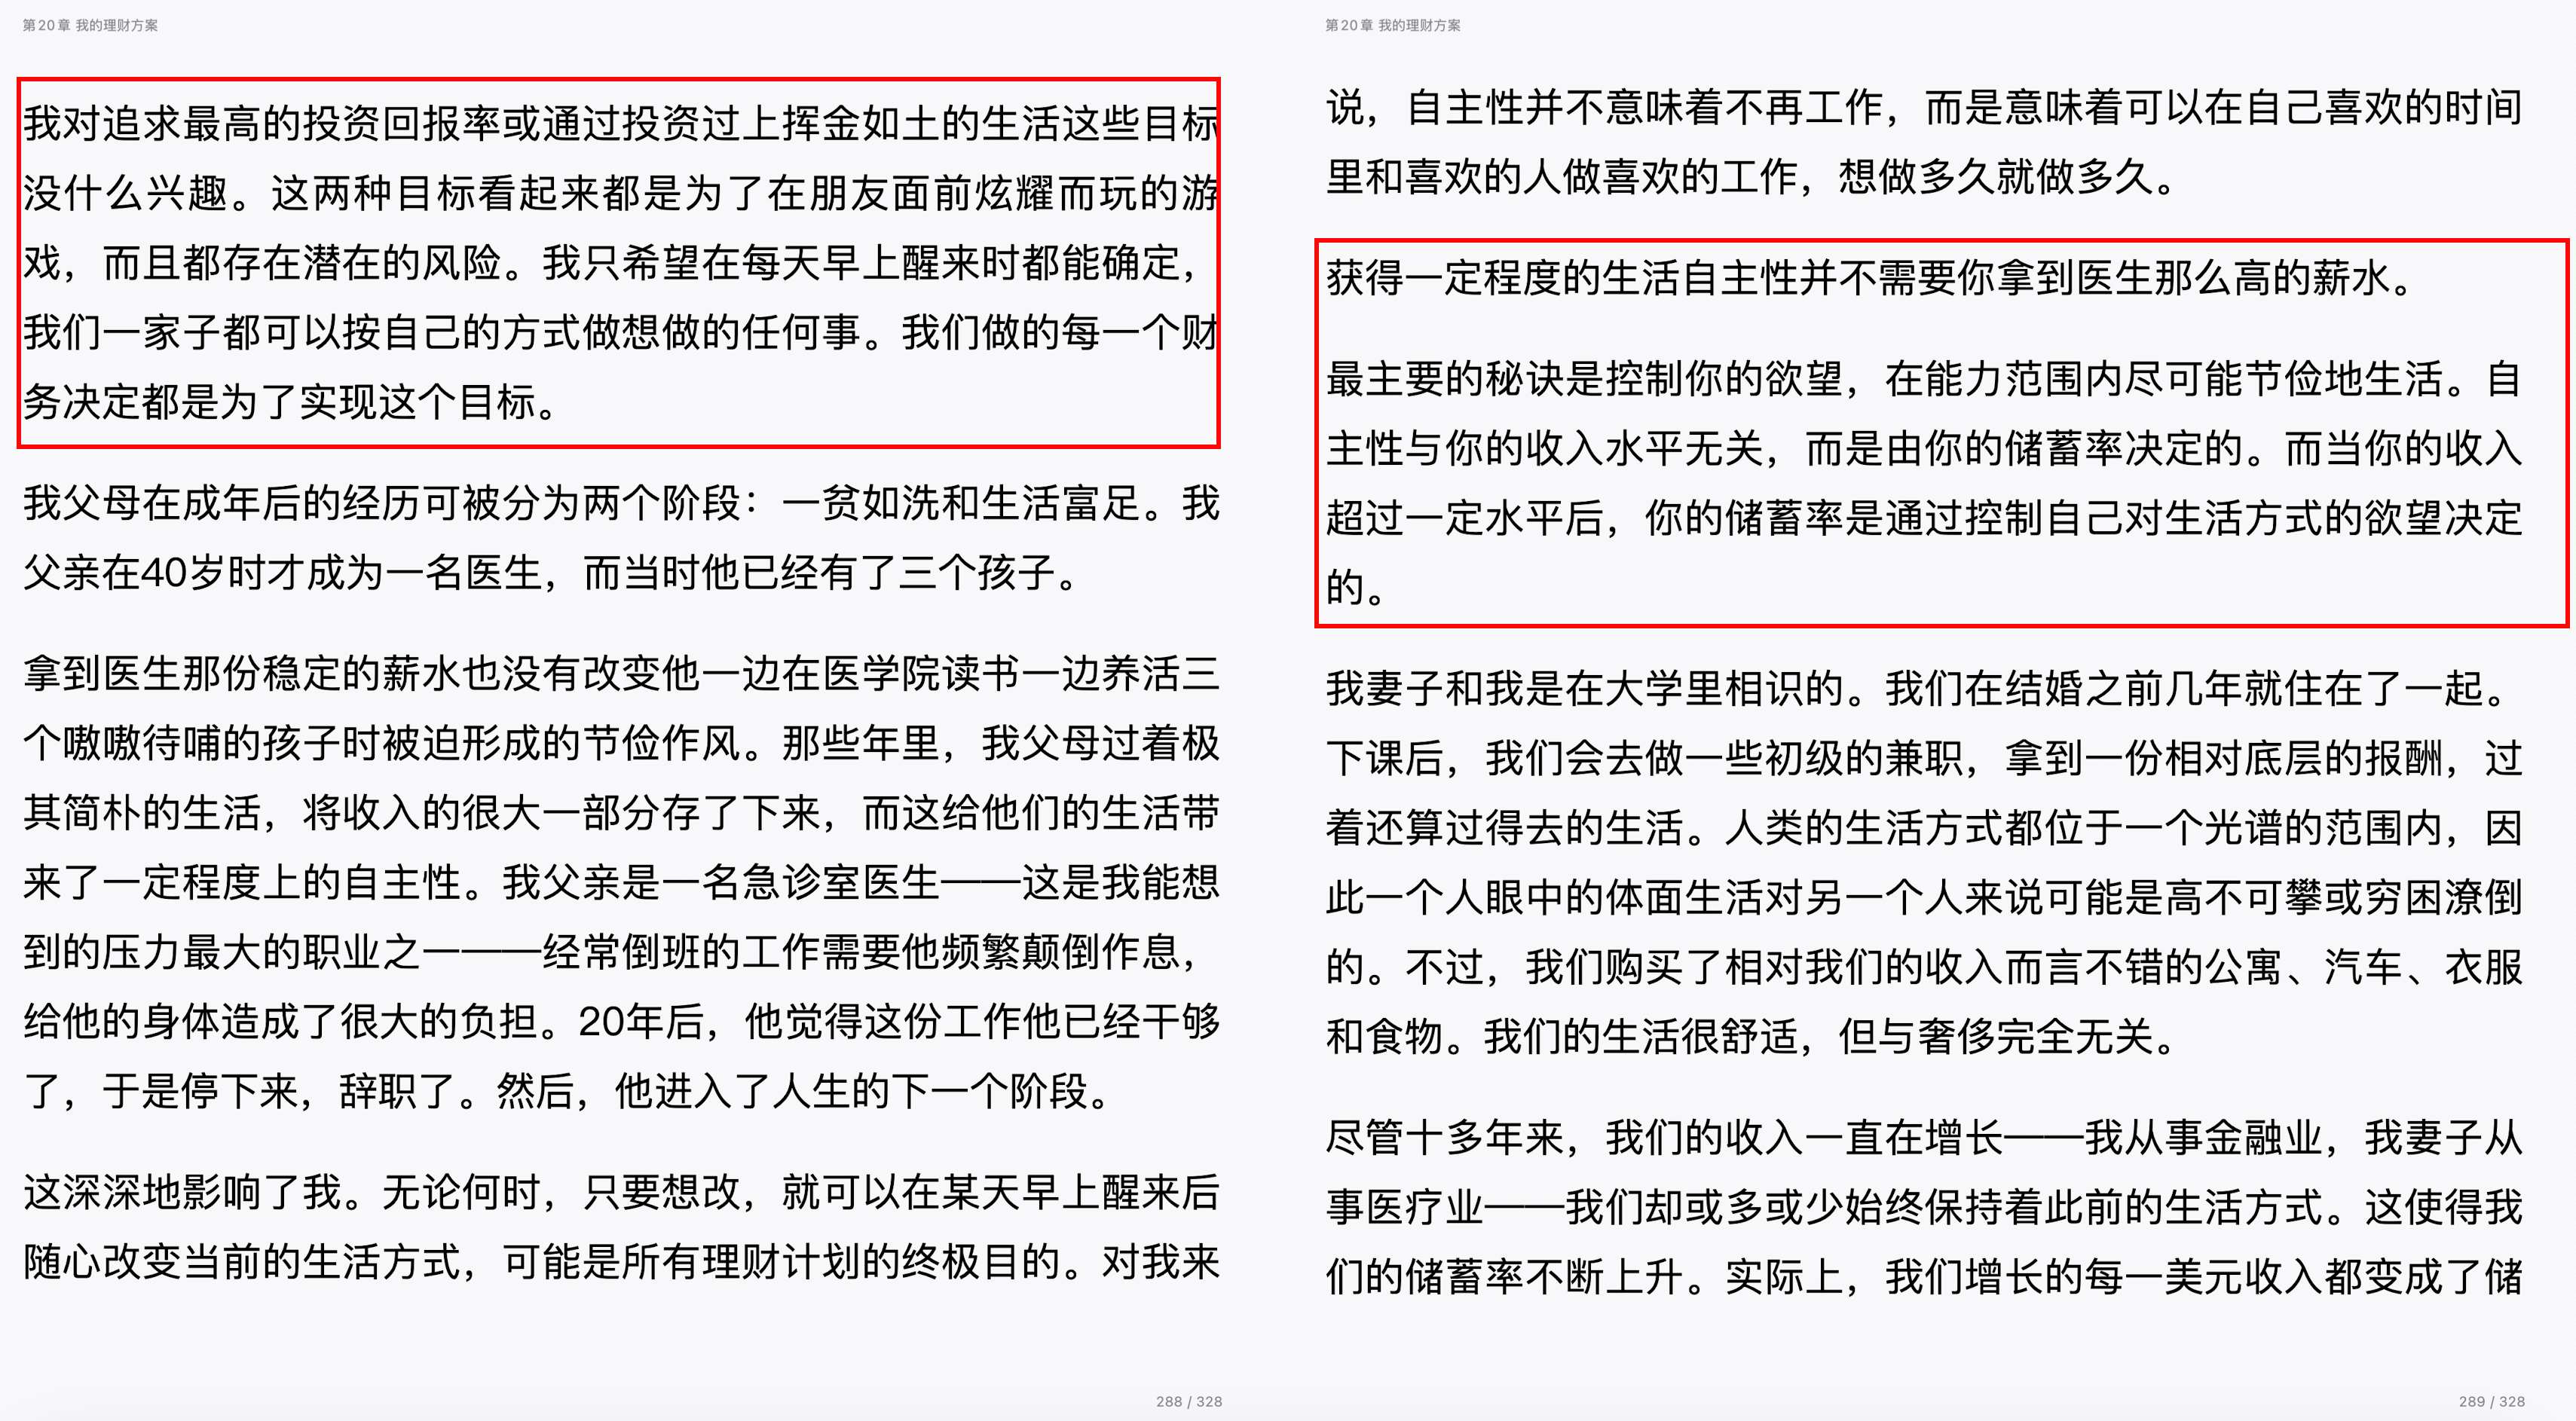 第20章 我的理财方案
我对追求最高的投资回报率或通过投资过上挥金如土的生活这些目标
没什么兴趣。这两种目标看起来都是为了在朋友面前炫耀而玩的游
戏，而且都存在潜在的风险。我只希望在每天早上醒来时都能确定，
我们一家子都可以按自己的方式做想做的任何事。我们做的每一个财
务决定都是为了实现这个目标。
我父母在成年后的经历可被分为两个阶段：一贫如洗和生活富足。我
父亲在40岁时才成为一名医生，而当时他已经有了三个孩子。
拿到医生那份稳定的薪水也没有改变他一边在医学院读书一边养活三
个嗷嗷待哺的孩子时被迫形成的节俭作风。那些年里，我父母过着极
其简朴的生活，将收入的很大一部分存了下来，而这给他们的生活带
来了一定程度上的自主性。我父亲是一名急诊室医生——这是我能想
到的压力最大的职业之一——经常倒班的工作需要他频繁颠倒作息，
给他的身体造成了很大的负担。20年后，他觉得这份工作他已经干够
了，于是停下来，辞职了。然后，他进入了人生的下一个阶段。
这深深地影响了我。无论何时，只要想改，就可以在某天早上醒来后
随心改变当前的生活方式，可能是所有理财计划的终极目的。对我来
288 / 328
第20章 我的理财方案
说，自主性并不意味着不再工作，而是意味着可以在自己喜欢的时间
里和喜欢的人做喜欢的工作，想做多久就做多久。
获得一定程度的生活自主性并不需要你拿到医生那么高的薪水。
最主要的秘诀是控制你的欲望，在能力范围内尽可能节俭地生活。自
主性与你的收入水平无关，而是由你的储蓄率决定的。而当你的收入
超过一定水平后，你的储蓄率是通过控制自己对生活方式的欲望决定
的。
我妻子和我是在大学里相识的。我们在结婚之前几年就住在了一起。
下课后，我们会去做一些初级的兼职，拿到一份相对底层的报酬，过
着还算过得去的生活。人类的生活方式都位于一个光谱的范围内，因
此一个人眼中的体面生活对另一个人来说可能是高不可攀或穷困潦倒
的。不过，我们购买了相对我们的收入而言不错的公寓、汽车、衣服
和食物。我们的生活很舒适，但与奢侈完全无关。
尽管十多年来，我们的收入一直在增长——我从事金融业，我妻子从
事医疗业——我们却或多或少始终保持着此前的生活方式。这使得我
们的储蓄率不断上升。实际上，我们增长的每一美元收入都变成了储
289 / 328